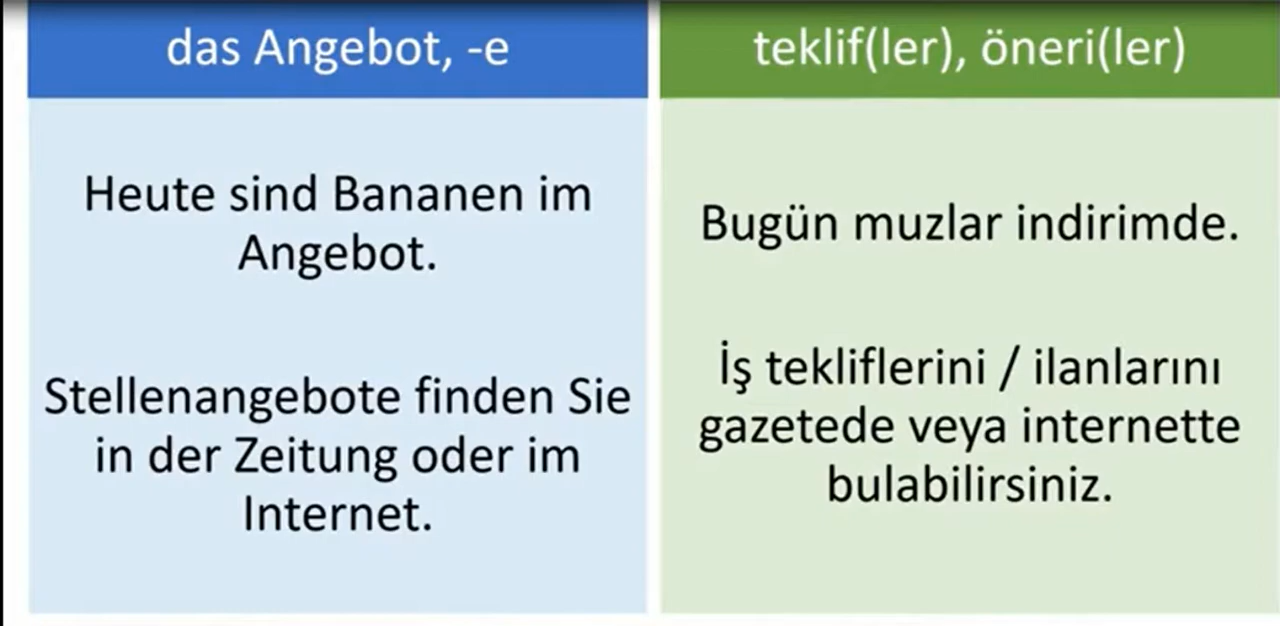 das Angebot, -e
Heute sind Bananen im
Angebot.
Stellenangebote finden Sie
in der Zeitung oder im
Internet.
teklif(ler), öneri(ler)
Bugün muzlar indirimde.
İş tekliflerini / ilanlarını
gazetede veya internette
bulabilirsiniz.